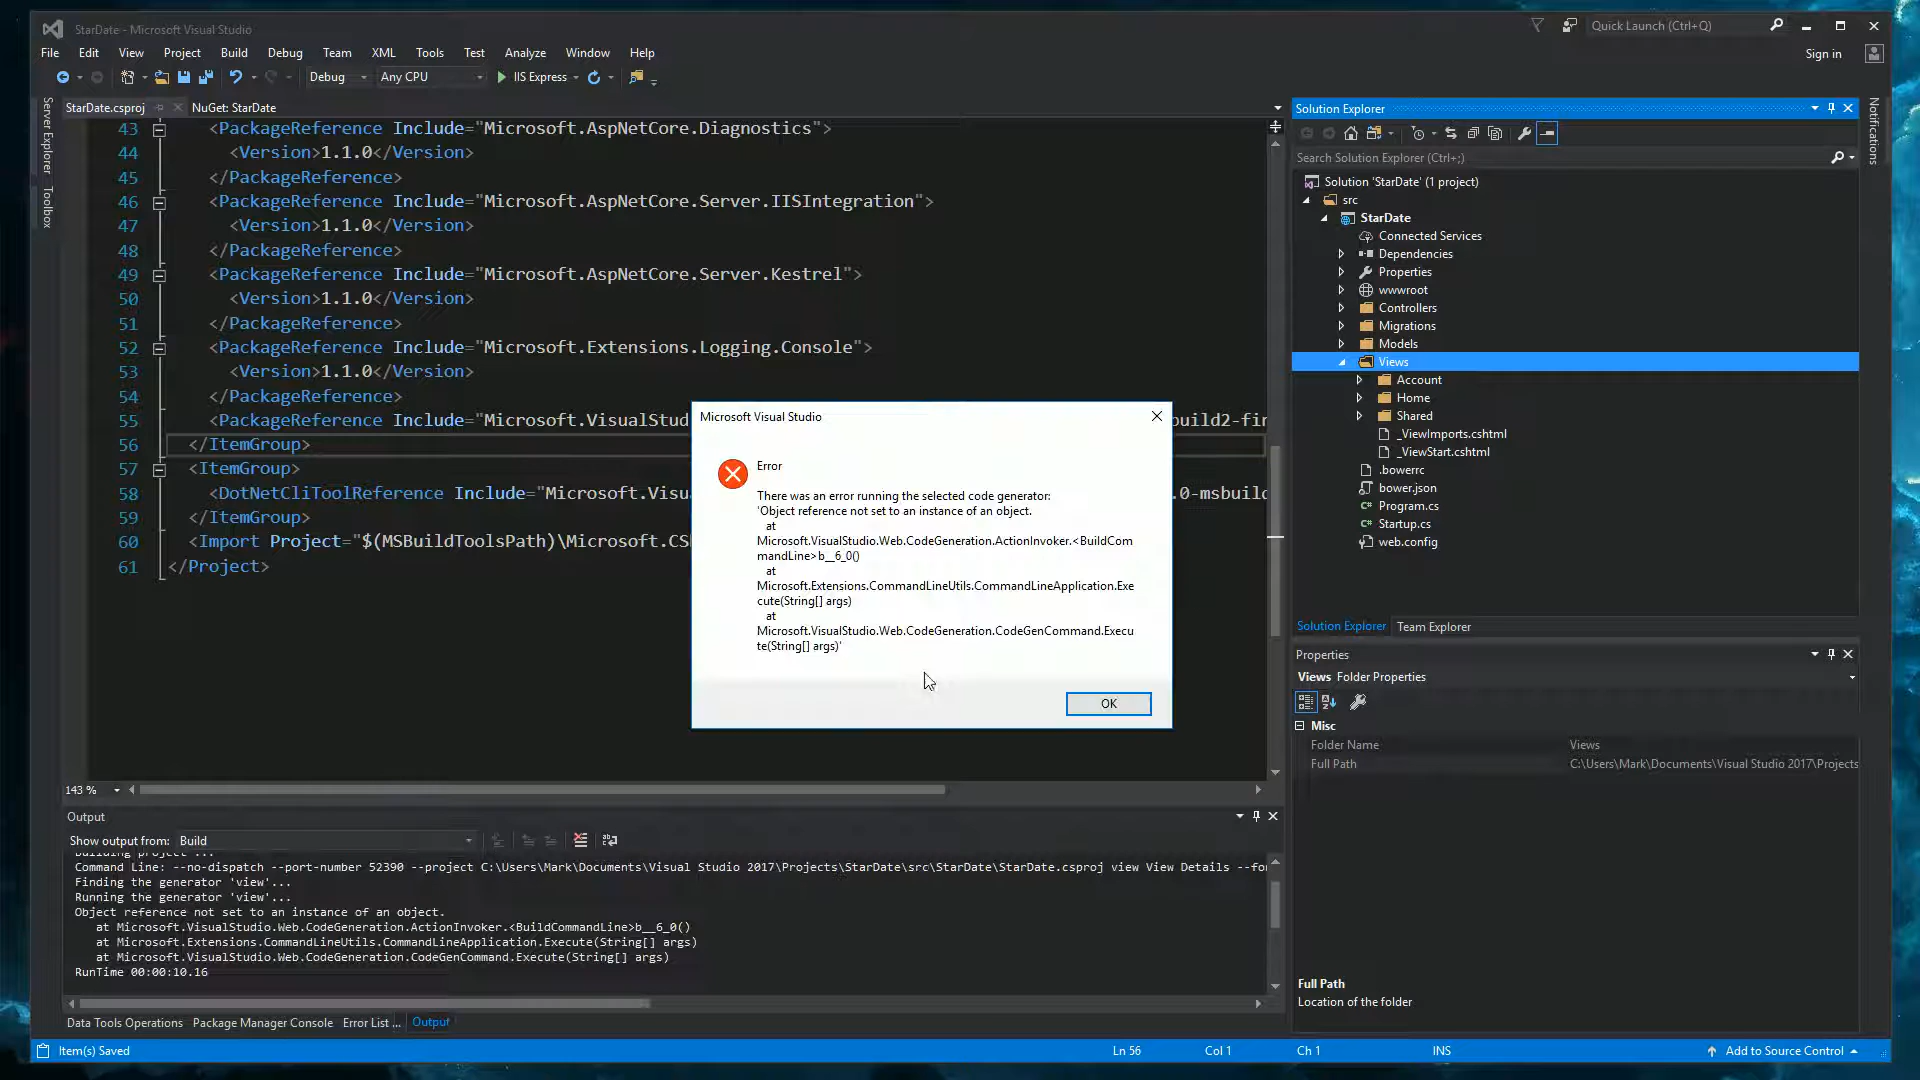 StarDate - Microsoft Visual Studio
Quick Launch (Ctrl+Q)
File Edit View Project Build Debug Team XML Tools Test Analyze Window Help
Sign in
Debug Any CPU IIS Express
Server Explorer
Toolbox
Notifications
StarDate.csproj NuGet: StarDate
43 <PackageReference Include="Microsoft.AspNetCore.Diagnostics">
44 <Version>1.1.0</Version>
45 </PackageReference>
46 <PackageReference Include="Microsoft.AspNetCore.Server.IISIntegration">
47 <Version>1.1.0</Version>
48 </PackageReference>
49 <PackageReference Include="Microsoft.AspNetCore.Server.Kestrel">
50 <Version>1.1.0</Version>
51 </PackageReference>
52 <PackageReference Include="Microsoft.Extensions.Logging.Console">
53 <Version>1.1.0</Version>
54 </PackageReference>
55 <PackageReference Include="Microsoft.VisualStud build2-fin
56 </ItemGroup>
57 <ItemGroup>
58 <DotNetCliToolReference Include="Microsoft.Visu .0-msbuild
59 </ItemGroup>
60 <Import Project="$(MSBuildToolsPath)\Microsoft.CSh
61 </Project>
143 %
Microsoft Visual Studio
Error
There was an error running the selected code generator:
'Object reference not set to an instance of an object.
at
Microsoft.VisualStudio.Web.CodeGeneration.ActionInvoker.<BuildCom
mandLine>b__6_0()
at
Microsoft.Extensions.CommandLineUtils.CommandLineApplication.Exe
cute(String[] args)
at
Microsoft.VisualStudio.Web.CodeGeneration.CodeGenCommand.Execu
te(String[] args)'
OK
Output
Show output from: Build
Building project ...
Command Line: --no-dispatch --port-number 52390 --project C:\Users\Mark\Documents\Visual Studio 2017\Projects\StarDate\src\StarDate\StarDate.csproj view View Details --fo
Finding the generator 'view'...
Running the generator 'view'...
Object reference not set to an instance of an object.
at Microsoft.VisualStudio.Web.CodeGeneration.ActionInvoker.<BuildCommandLine>b__6_0()
at Microsoft.Extensions.CommandLineUtils.CommandLineApplication.Execute(String[] args)
at Microsoft.VisualStudio.Web.CodeGeneration.CodeGenCommand.Execute(String[] args)
RunTime 00:00:10.16
Data Tools Operations Package Manager Console Error List ... Output
Solution Explorer
Search Solution Explorer (Ctrl+;)
Solution 'StarDate' (1 project)
src
StarDate
Connected Services
Dependencies
Properties
wwwroot
Controllers
Migrations
Models
Views
Account
Home
Shared
_ViewImports.cshtml
_ViewStart.cshtml
.bowerrc
bower.json
Program.cs
Startup.cs
web.config
Solution Explorer Team Explorer
Properties
Views Folder Properties
Misc
Folder Name Views
Full Path C:\Users\Mark\Documents\Visual Studio 2017\Projects
Full Path
Location of the folder
Item(s) Saved Ln 56 Col 1 Ch 1 INS Add to Source Control